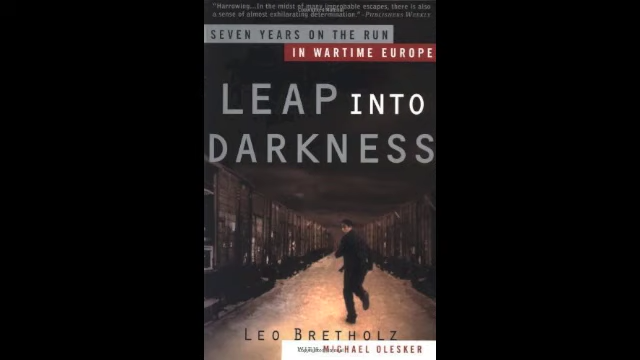 "Harrowing...In the midst of many improbable escapes, there is also
a sense of almost exhilarating determination." -Publishers Weekly
SEVEN YEARS ON THE RUN
IN WARTIME EUROPE
LEAP INTO
DARKNESS
LEO BRETHOLZ
WITH MICHAEL OLESKER